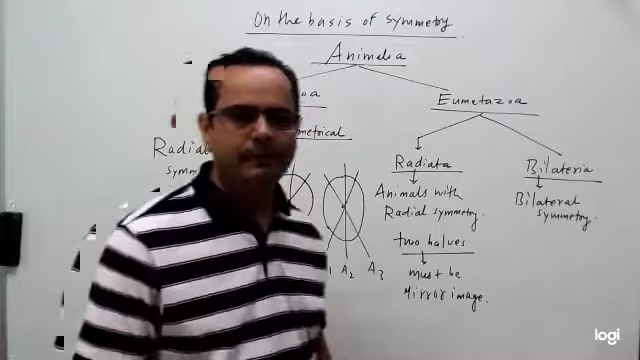 On the basis of symmetry.
Animalia
Eumetazoa
Radiata
Bilateria
Animals with
Radial symmetry.
Bilateral
symmetry.
two halves
must be
Mirror image.
Radial
A2
A3
logi